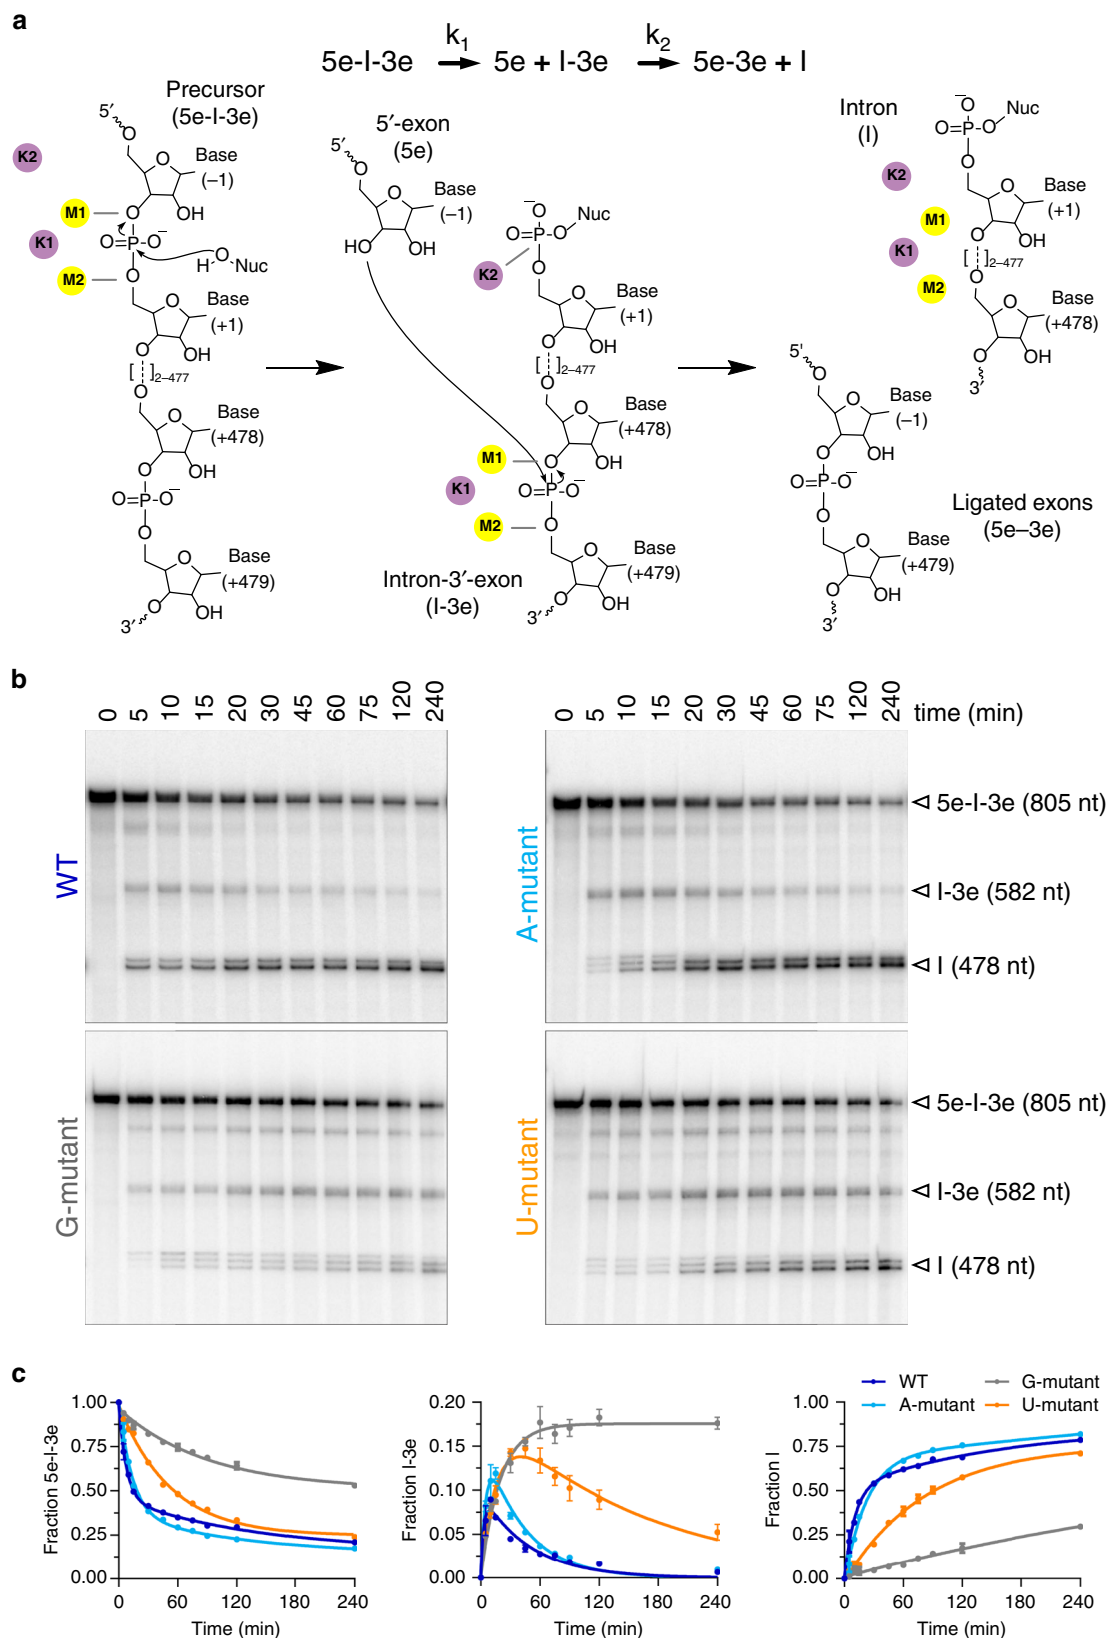 a
k1 k2
5e-I-3e 5e + I-3e 5e-3e + I
Precursor
(5e-I-3e)
5′
O
O
Base
(–1)
K2
M1
O
OH
K1
O=P-O–
H O Nuc
M2
O
O
Base
(+1)
O
OH
[ ]2–477
O
O
Base
(+478)
O
OH
O=P-O–
O
O
Base
(+479)
O
OH
3′
5′-exon
(5e)
5′
O
O
Base
(–1)
HO
OH
–O
Nuc
O=P-O
K2
O
O
Base
(+1)
O
OH
[ ]2–477
O
O
Base
(+478)
M1
O
OH
K1
O=P-O–
M2
O
O
Base
(+479)
O
OH
3′
Intron-3′-exon
(I-3e)
Intron
(I)
–O
Nuc
O=P-O
O
K2
O
Base
(+1)
M1
O
OH
K1
[ ]2–477
M2
O
O
Base
(+478)
O
OH
3′
5'
O
O
Base
(–1)
O
OH
O=P-O–
O
O
Base
(+479)
O
OH
3′
Ligated exons
(5e–3e)
b
0 5 10 15 20 30 45 60 75 120 240
0 5 10 15 20 30 45 60 75 120 240 time (min)
WT
A-mutant
5e-I-3e (805 nt)
I-3e (582 nt)
I (478 nt)
G-mutant
U-mutant
5e-I-3e (805 nt)
I-3e (582 nt)
I (478 nt)
c
Fraction 5e-I-3e
1.00
0.75
0.50
0.25
0.00
0 60 120 180 240
Time (min)
Fraction I-3e
0.20
0.15
0.10
0.05
0.00
0 60 120 180 240
Time (min)
WT G-mutant
A-mutant U-mutant
Fraction I
1.00
0.75
0.50
0.25
0.00
0 60 120 180 240
Time (min)